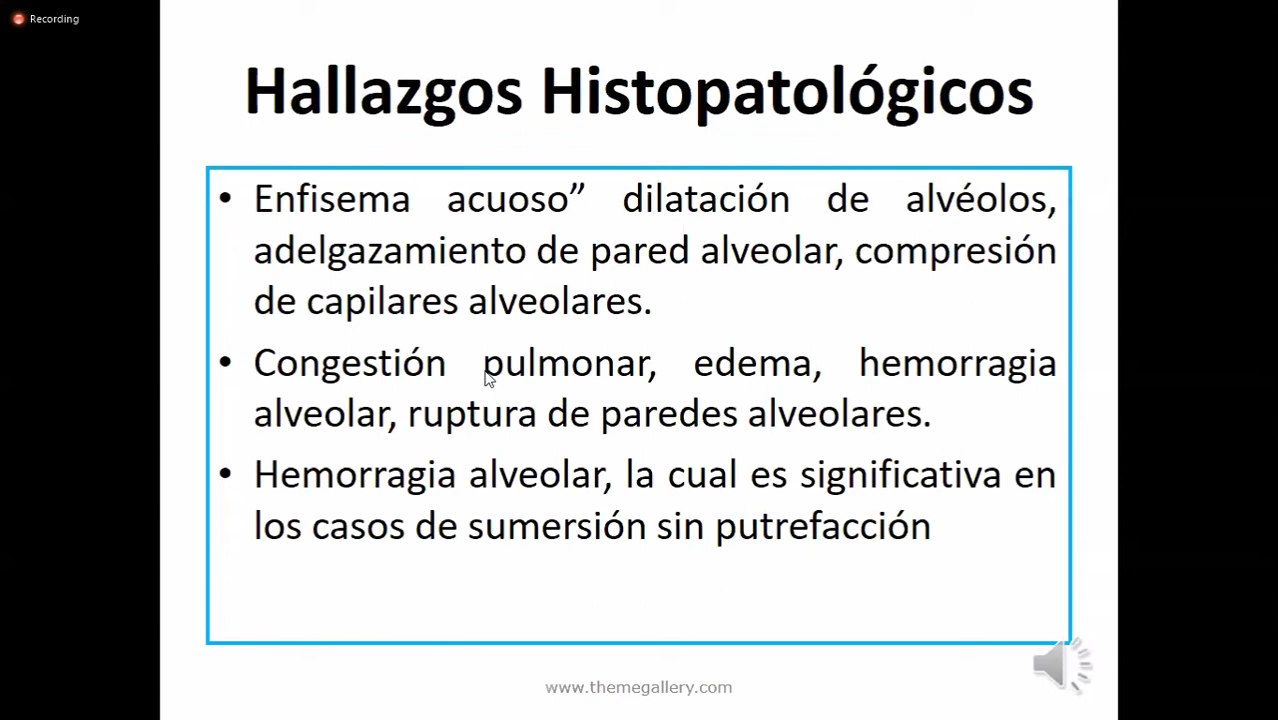 Recording
Hallazgos Histopatológicos
• Enfisema acuoso” dilatación de alvéolos,
adelgazamiento de pared alveolar, compresión
de capilares alveolares.
• Congestión pulmonar, edema, hemorragia
alveolar, ruptura de paredes alveolares.
• Hemorragia alveolar, la cual es significativa en
los casos de sumersión sin putrefacción
www.themegallery.com